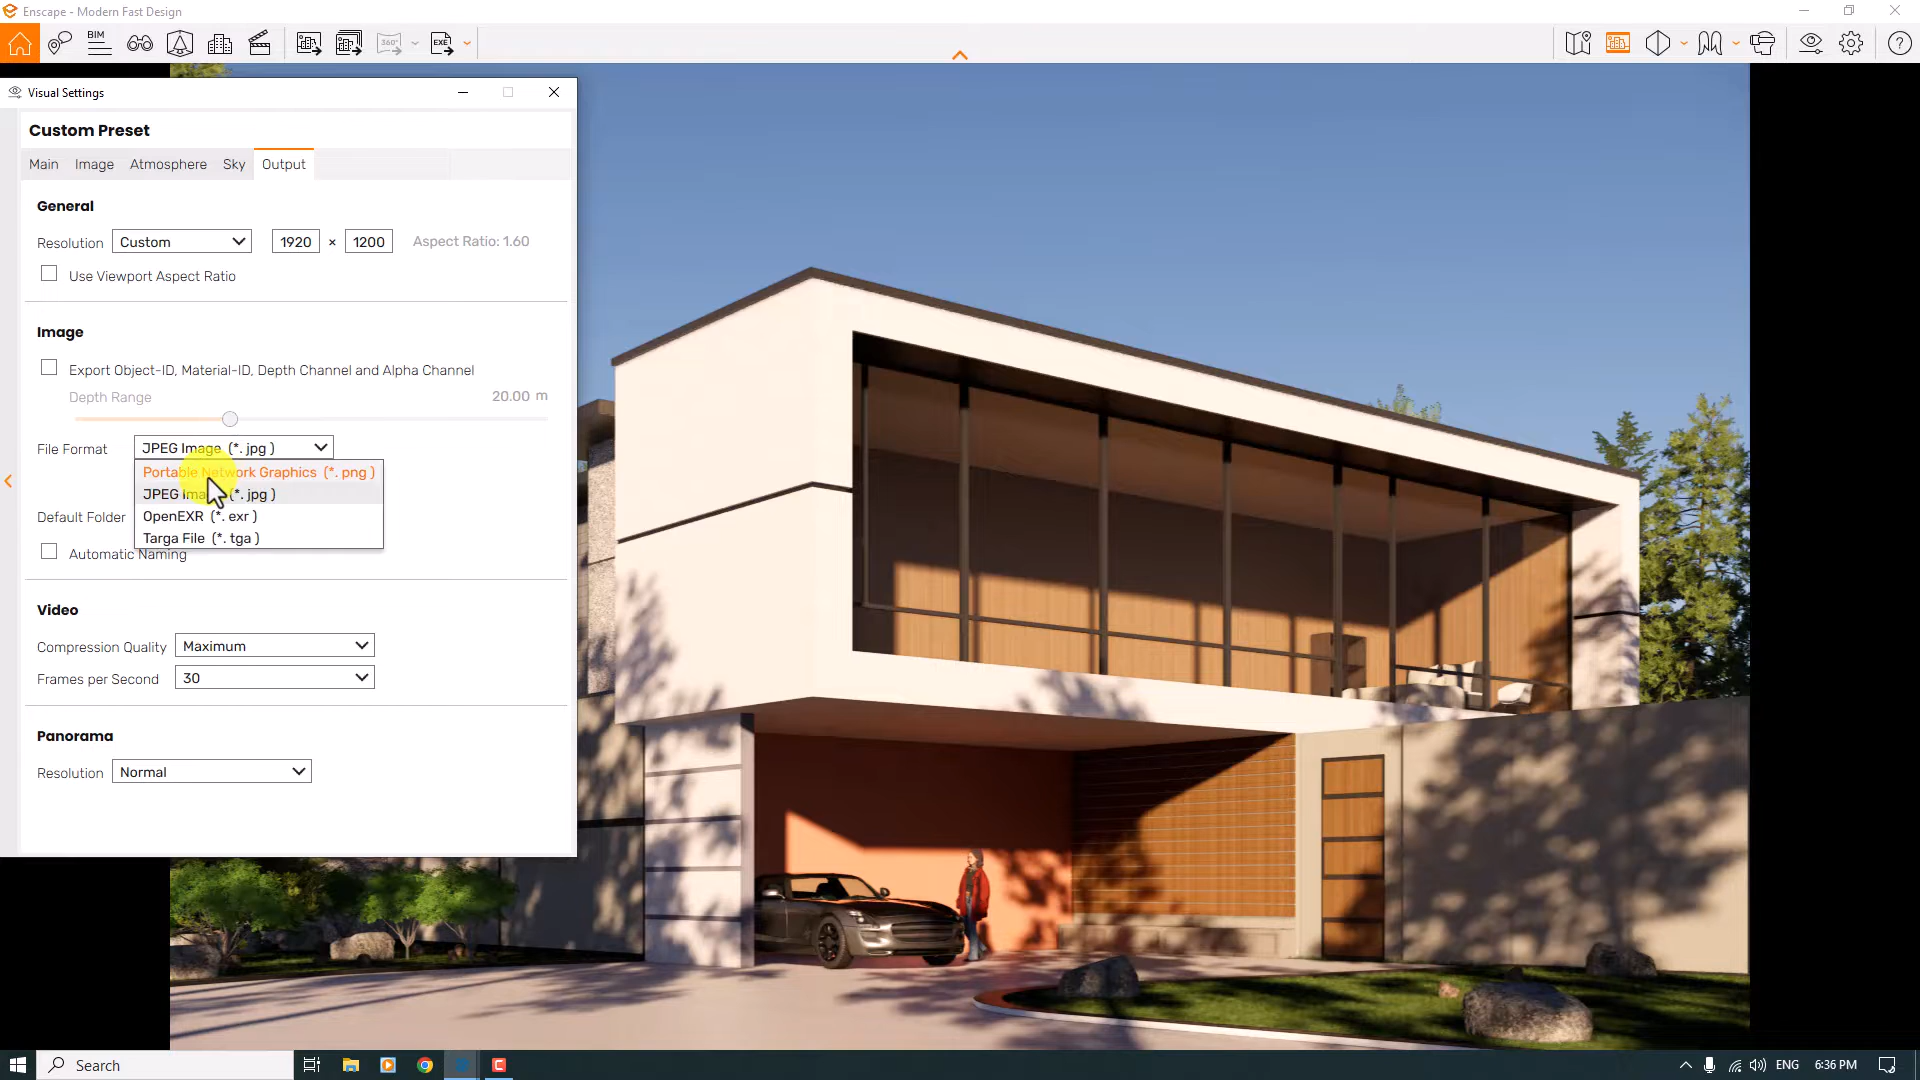 Enscape - Modern Fast Design
BIM
360°
EXE
Visual Settings
Custom Preset
Main Image Atmosphere Sky Output
General
Resolution Custom 1920 × 1200 Aspect Ratio: 1.60
Use Viewport Aspect Ratio
Image
Export Object-ID, Material-ID, Depth Channel and Alpha Channel
Depth Range 20.00 m
File Format JPEG Image (*. jpg )
Portable Network Graphics (*. png )
JPEG Image (*. jpg )
OpenEXR (*. exr )
Default Folder
Targa File (*. tga )
Automatic Naming
Video
Compression Quality Maximum
Frames per Second 30
Panorama
Resolution Normal
Search
ENG 6:36 PM